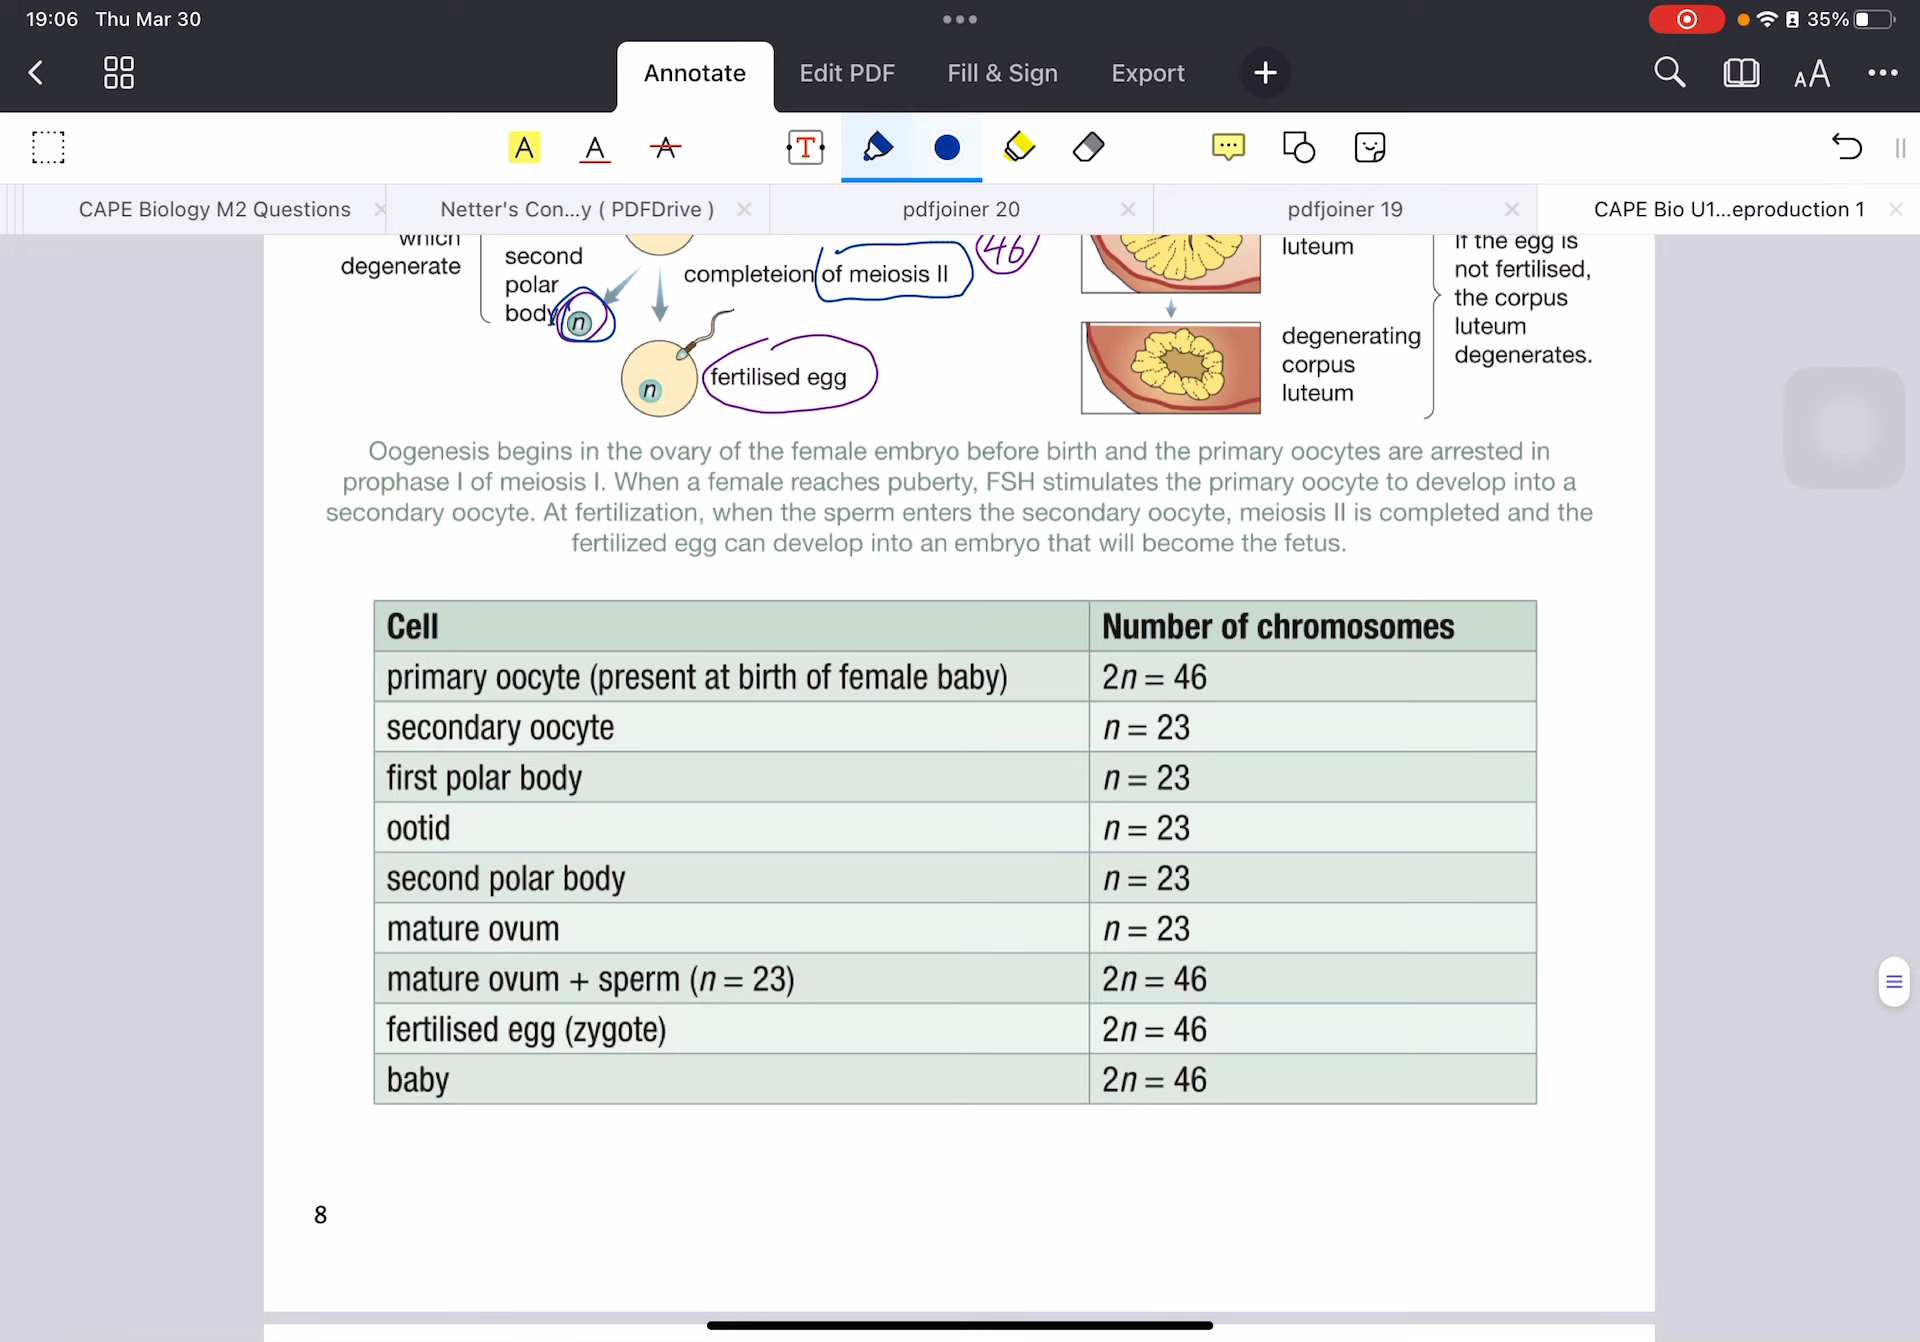 19:06 Thu Mar 30
35%
Annotate
Edit PDF
Fill & Sign
Export
AA
A
A
A
T
CAPE Biology M2 Questions
Netter's Con...y ( PDFDrive )
pdfjoiner 20
pdfjoiner 19
CAPE Bio U1...eproduction 1
which
degenerate
second
polar
body
n
completeion of meiosis II
46
n
fertilised egg
luteum
degenerating
corpus
luteum
If the egg is
not fertilised,
the corpus
luteum
degenerates.
Oogenesis begins in the ovary of the female embryo before birth and the primary oocytes are arrested in
prophase I of meiosis I. When a female reaches puberty, FSH stimulates the primary oocyte to develop into a
secondary oocyte. At fertilization, when the sperm enters the secondary oocyte, meiosis II is completed and the
fertilized egg can develop into an embryo that will become the fetus.
Cell Number of chromosomes
primary oocyte (present at birth of female baby) 2n = 46
secondary oocyte n = 23
first polar body n = 23
ootid n = 23
second polar body n = 23
mature ovum n = 23
mature ovum + sperm (n = 23) 2n = 46
fertilised egg (zygote) 2n = 46
baby 2n = 46
8